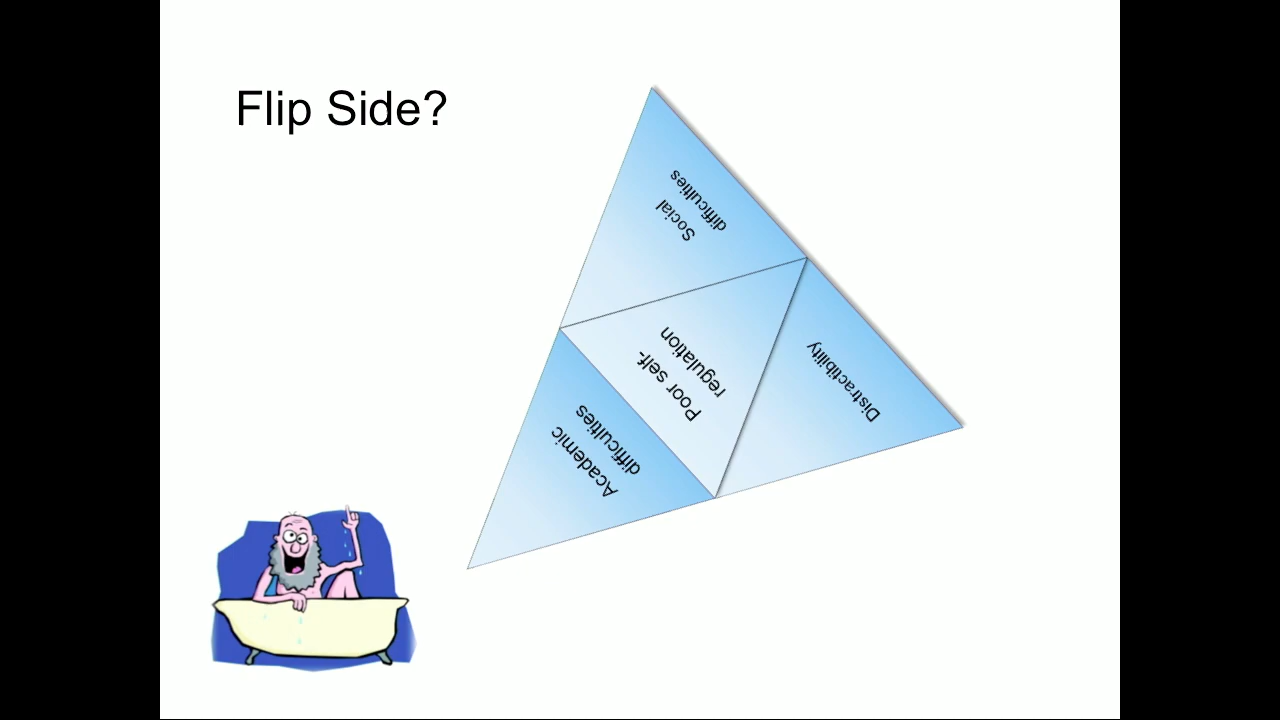 Flip Side?
Social
difficulties
Poor self-
regulation
Distractibility
Academic
difficulties